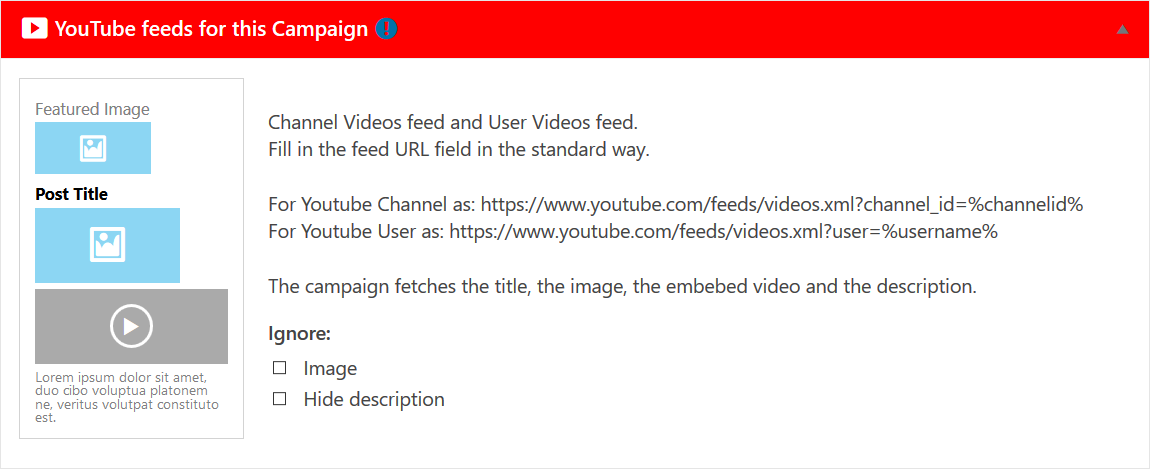 YouTube feeds for this Campaign
Featured Image
Post Title
Lorem ipsum dolor sit amet,
duo cibo voluptua platonem
ne, veritus volutpat constituto
est.
Channel Videos feed and User Videos feed.
Fill in the feed URL field in the standard way.
For Youtube Channel as: https://www.youtube.com/feeds/videos.xml?channel_id=%channelid%
For Youtube User as: https://www.youtube.com/feeds/videos.xml?user=%username%
The campaign fetches the title, the image, the embebed video and the description.
Ignore:
Image
Hide description